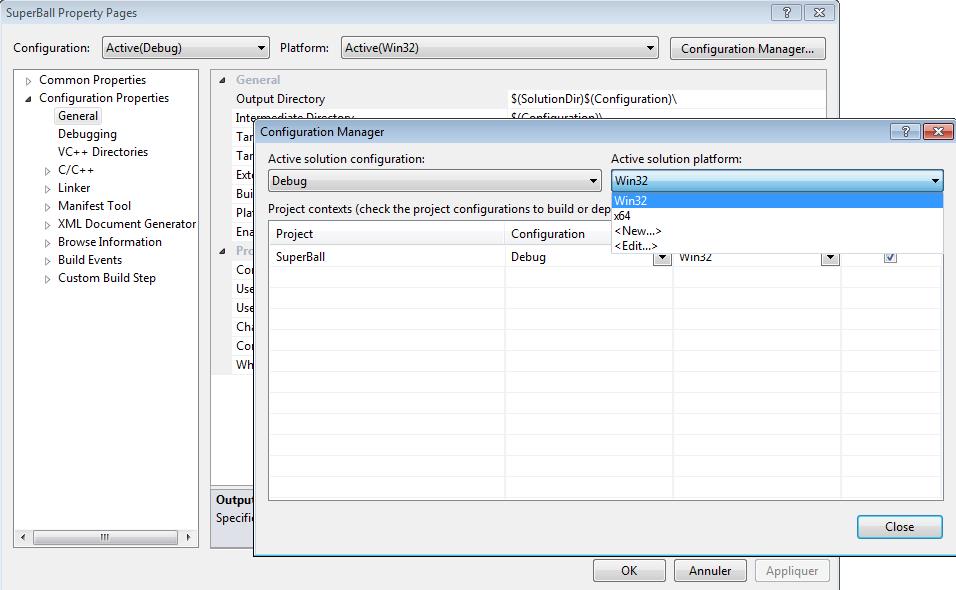 SuperBall Property Pages
Configuration: Active(Debug) Platform: Active(Win32) Configuration Manager...
Common Properties
Configuration Properties
General
Debugging
VC++ Directories
C/C++
Linker
Manifest Tool
XML Document Generator
Browse Information
Build Events
Custom Build Step
General
Output Directory $(SolutionDir)$(Configuration)\
Intermediate Directory $(Configuration)\
Tar
Tar
Exte
Buil
Plat
Ena
Pro
Con
Use
Use
Cha
Con
Wh
Outpu
Specifi
Configuration Manager
Active solution configuration: Active solution platform:
Debug Win32
Win32
x64
<New...>
<Edit...>
Project contexts (check the project configurations to build or dep
Project Configuration
SuperBall Debug Win32
Close
OK Annuler Appliquer